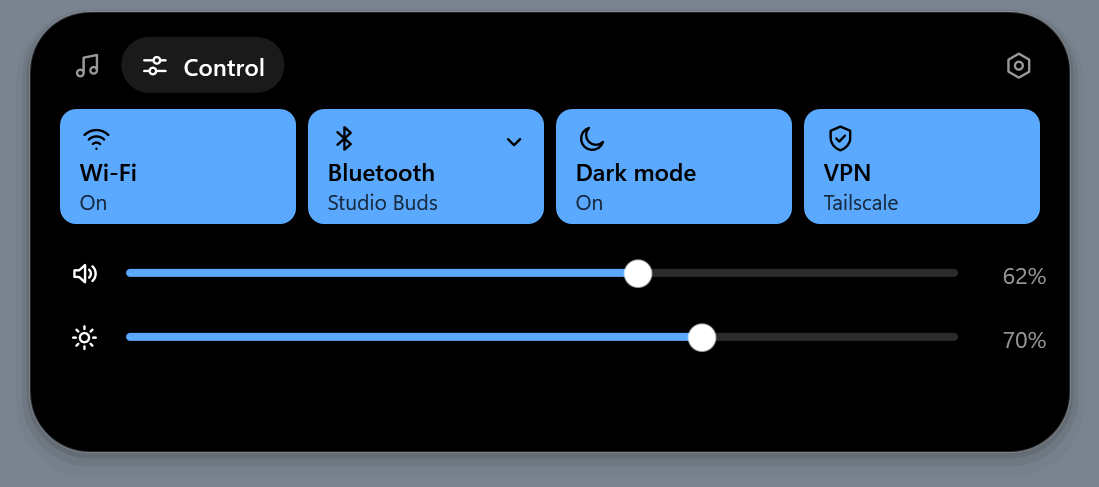 Control
Wi-Fi
On
Bluetooth
Studio Buds
Dark mode
On
VPN
Tailscale
62%
70%